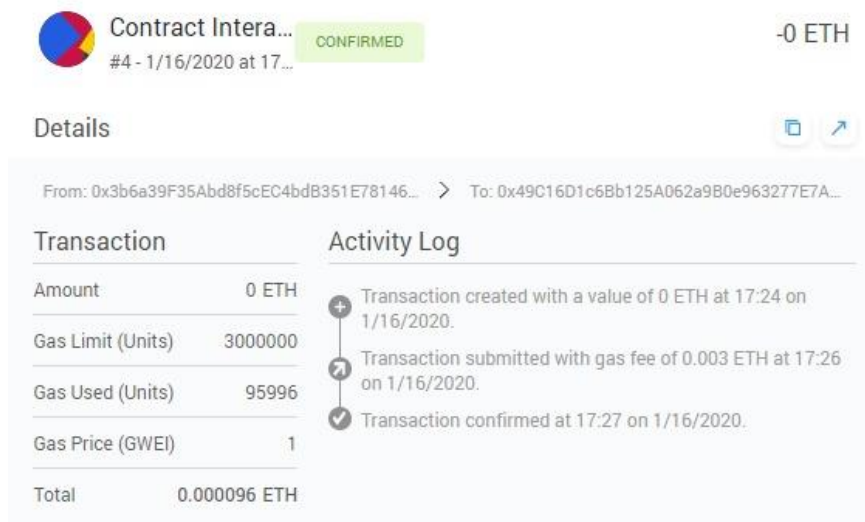 Contract Intera...
CONFIRMED
-0 ETH
#4 - 1/16/2020 at 17...
Details
From: 0x3b6a39F35Abd8f5cEC4bdB351E78146...
To: 0x49C16D1c6Bb125A062a9B0e963277E7A...
Transaction
Amount 0 ETH
Gas Limit (Units) 3000000
Gas Used (Units) 95996
Gas Price (GWEI) 1
Total 0.000096 ETH
Activity Log
Transaction created with a value of 0 ETH at 17:24 on
1/16/2020.
Transaction submitted with gas fee of 0.003 ETH at 17:26
on 1/16/2020.
Transaction confirmed at 17:27 on 1/16/2020.